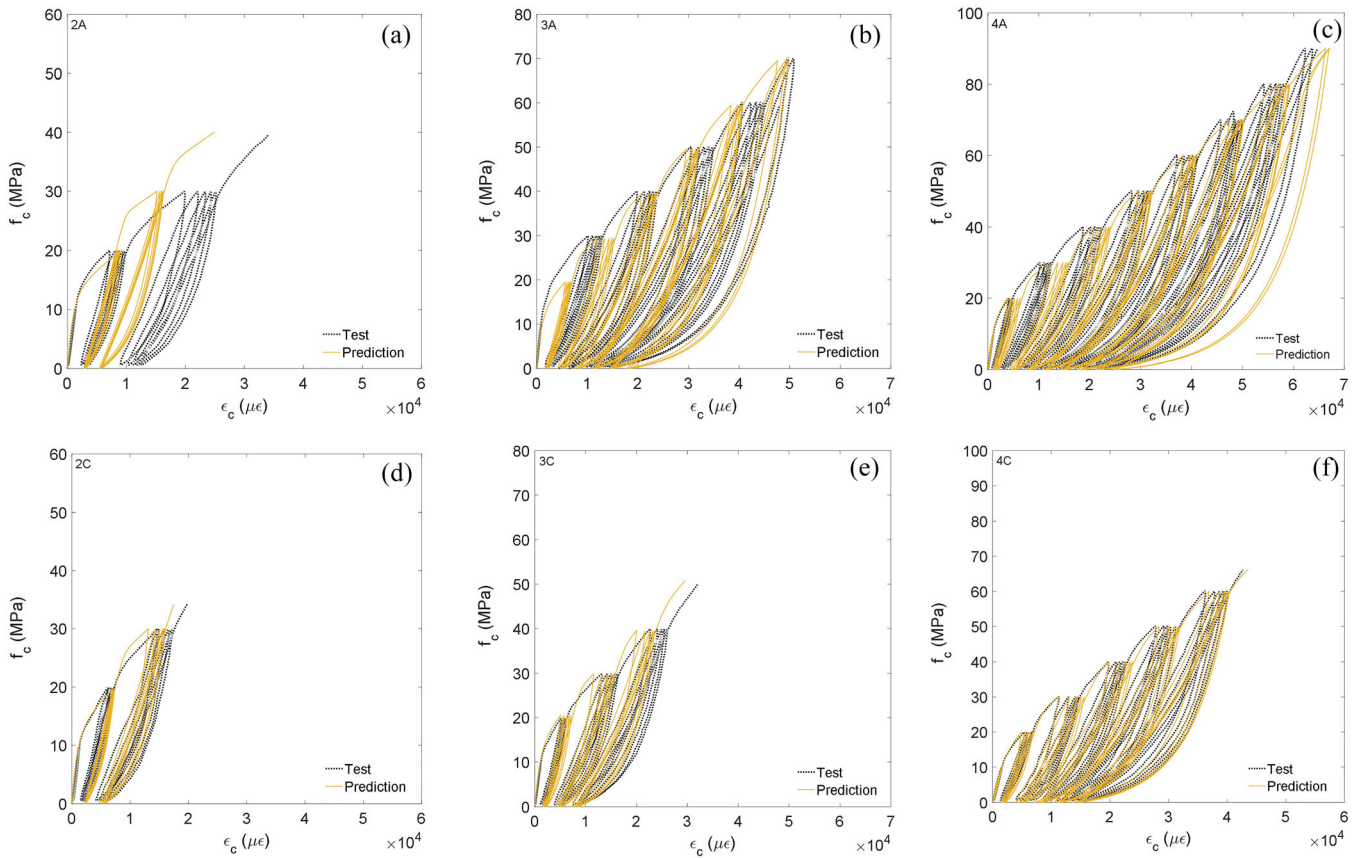 2A
(a)
60
50
40
30
20
10
0
f_c (MPa)
Test
Prediction
0 1 2 3 4 5 6
ϵ_c (μϵ)
×10^4
3A
(b)
80
70
60
50
40
30
20
10
0
f_c (MPa)
Test
Prediction
0 1 2 3 4 5 6 7
ϵ_c (μϵ)
×10^4
4A
(c)
100
80
60
40
20
0
f_c (MPa)
Test
Prediction
0 1 2 3 4 5 6 7
ϵ_c (μϵ)
×10^4
2C
(d)
60
50
40
30
20
10
0
f_c (MPa)
Test
Prediction
0 1 2 3 4 5 6
ϵ_c (μϵ)
×10^4
3C
(e)
80
70
60
50
40
30
20
10
0
f_c (MPa)
Test
Prediction
0 1 2 3 4 5 6 7
ϵ_c (μϵ)
×10^4
4C
(f)
100
90
80
70
60
50
40
30
20
10
0
f_c (MPa)
Test
Prediction
0 1 2 3 4 5 6
ϵ_c (μϵ)
×10^4